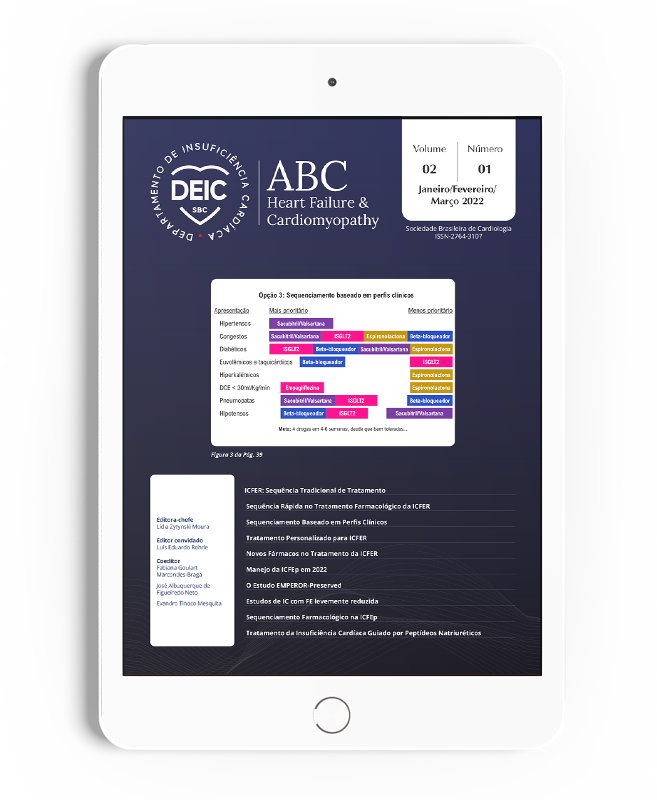 DEPARTAMENTO DE INSUFICIÊNCIA CARDÍACA
DEIC
SBC
ABC
Heart Failure &
Cardiomyopathy
Volume Número
02 01
Janeiro/Fevereiro/
Março 2022
Sociedade Brasileira de Cardiologia
ISSN-2764-3107
Opção 3: Sequenciamento baseado em perfis clínicos
Apresentação Mais prioritário Menos prioritário
Hipertensos Sacubitril/Valsartana
Congestos Sacubitril/Valsartana ISGLT2 Espironolactona Beta-bloqueador
Diabéticos ISGLT2 Beta-bloqueador Sacubitril/Valsartana Espironolactona
Euvolêmicos e taquicárdicos Beta-bloqueador ISGLT2
Hiperkalêmicos Espironolactona
DCE < 30ml/Kg/min Empagliflozina Espironolactona
Pneumopatas Sacubitril/Valsartana ISGLT2 Beta-bloqueador
Hipotensos Beta-bloqueador ISGLT2 Sacubitril/Valsartana
Meta: 4 drogas em 4-6 semanas, desde que bem toleradas...
Figura 3 da Pág. 39
Editora-chefe
Lídia Zytynski Moura
Editor convidado
Luís Eduardo Rohde
Coeditor
Fabiana Goulart
Marcondes-Braga
José Albuquerque de
Figueiredo Neto
Evandro Tinoco Mesquita
ICFER: Sequência Tradicional de Tratamento
Sequência Rápida no Tratamento Farmacológico da ICFER
Sequenciamento Baseado em Perfis Clínicos
Tratamento Personalizado para ICFER
Novos Fármacos no Tratamento da ICFER
Manejo da ICFEp em 2022
O Estudo EMPEROR-Preserved
Estudos de IC com FE levemente reduzida
Sequenciamento Farmacológico na ICFEp
Tratamento da Insuficiência Cardíaca Guiado por Peptídeos Natriuréticos